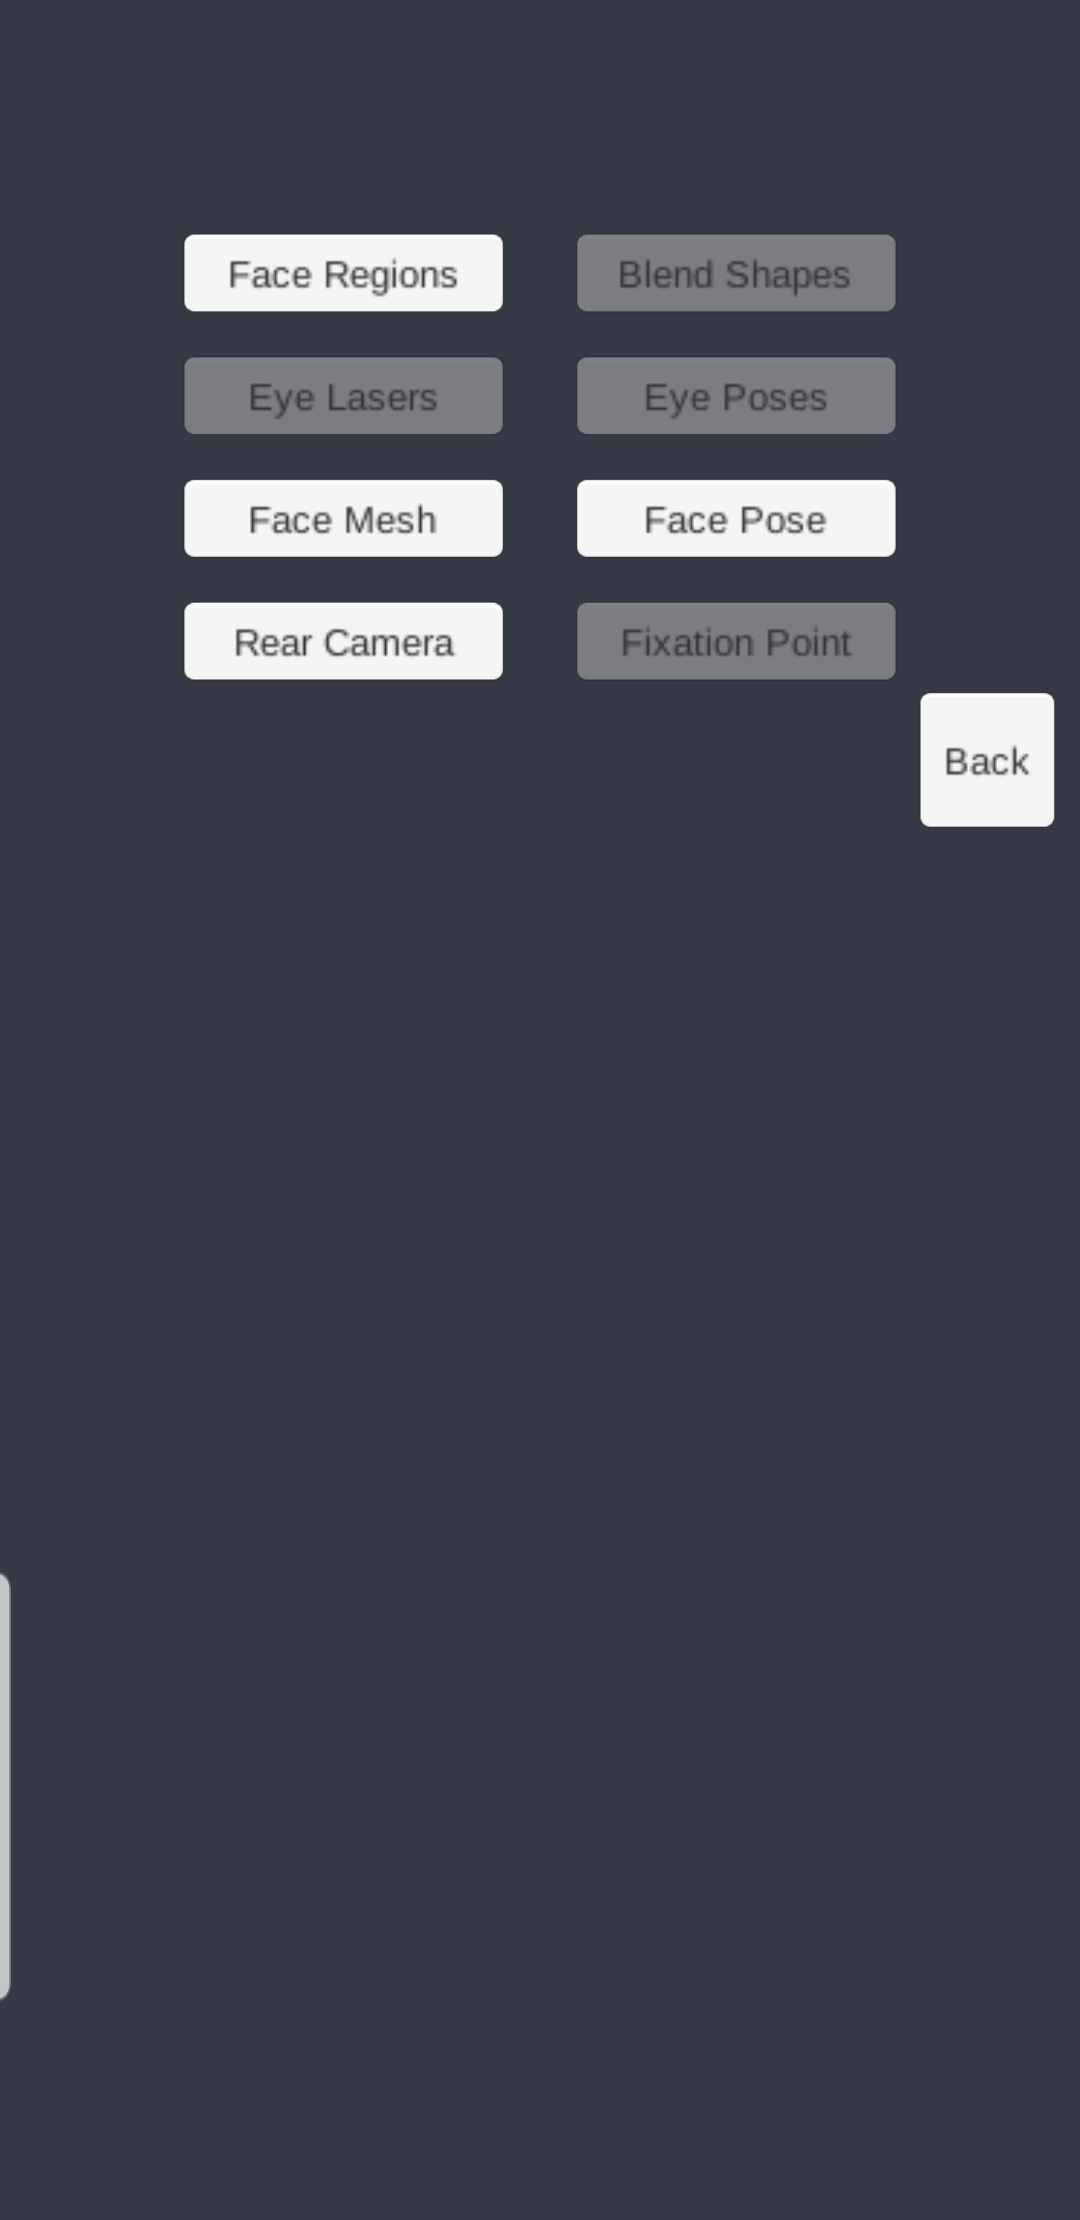 Face Regions
Blend Shapes
Eye Lasers
Eye Poses
Face Mesh
Face Pose
Rear Camera
Fixation Point
Back